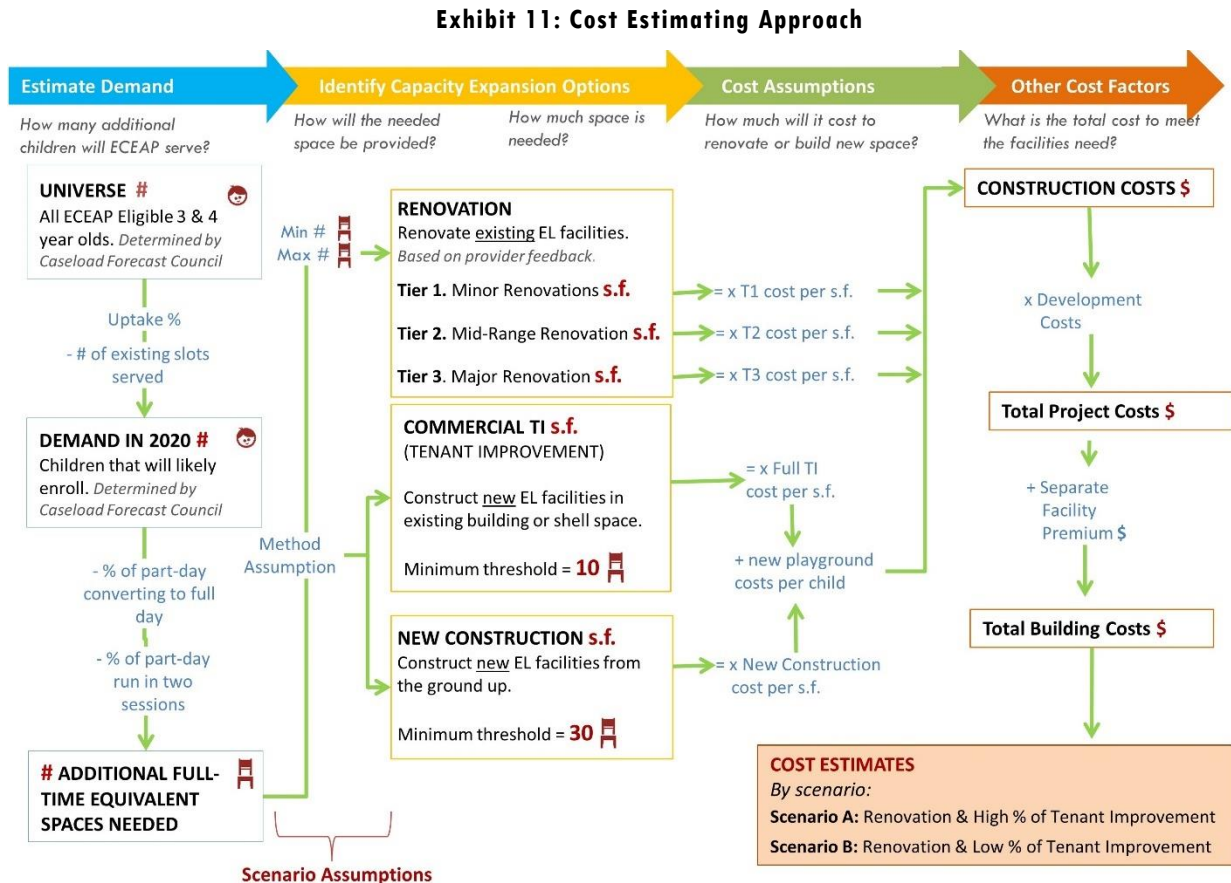 Exhibit 11: Cost Estimating Approach
Estimate Demand
Identify Capacity Expansion Options
Cost Assumptions
Other Cost Factors
How many additional
children will ECEAP serve?
How will the needed
space be provided?
How much space is
needed?
How much will it cost to
renovate or build new space?
What is the total cost to meet
the facilities need?
UNIVERSE #
All ECEAP Eligible 3 & 4
year olds. Determined by
Caseload Forecast Council
Uptake %
- # of existing slots
served
DEMAND IN 2020 #
Children that will likely
enroll. Determined by
Caseload Forecast Council
- % of part-day
converting to full
day
- % of part-day
run in two
sessions
# ADDITIONAL FULL-
TIME EQUIVALENT
SPACES NEEDED
Min #
Max #
Method
Assumption
Scenario Assumptions
RENOVATION
Renovate existing EL facilities.
Based on provider feedback.
Tier 1. Minor Renovations s.f.
Tier 2. Mid-Range Renovation s.f.
Tier 3. Major Renovation s.f.
COMMERCIAL TI s.f.
(TENANT IMPROVEMENT)
Construct new EL facilities in
existing building or shell space.
Minimum threshold = 10
NEW CONSTRUCTION s.f.
Construct new EL facilities from
the ground up.
Minimum threshold = 30
= x T1 cost per s.f.
= x T2 cost per s.f.
= x T3 cost per s.f.
= x Full TI
cost per s.f.
+ new playground
costs per child
= x New Construction
cost per s.f.
CONSTRUCTION COSTS $
x Development
Costs
Total Project Costs $
+ Separate
Facility
Premium $
Total Building Costs $
COST ESTIMATES
By scenario:
Scenario A: Renovation & High % of Tenant Improvement
Scenario B: Renovation & Low % of Tenant Improvement